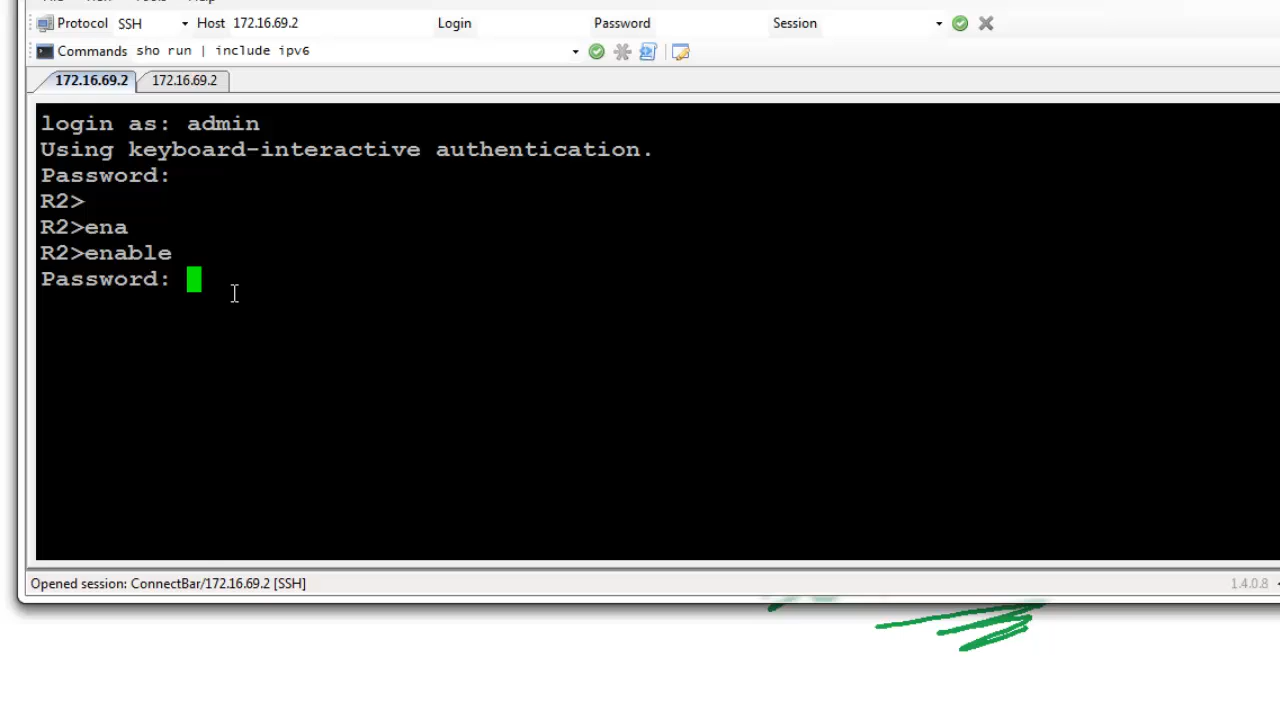 Protocol SSH Host 172.16.69.2 Login Password Session
Commands sho run | include ipv6
172.16.69.2 172.16.69.2
login as: admin
Using keyboard-interactive authentication.
Password:
R2>
R2>ena
R2>enable
Password:
Opened session: ConnectBar/172.16.69.2 [SSH] 1.4.0.8